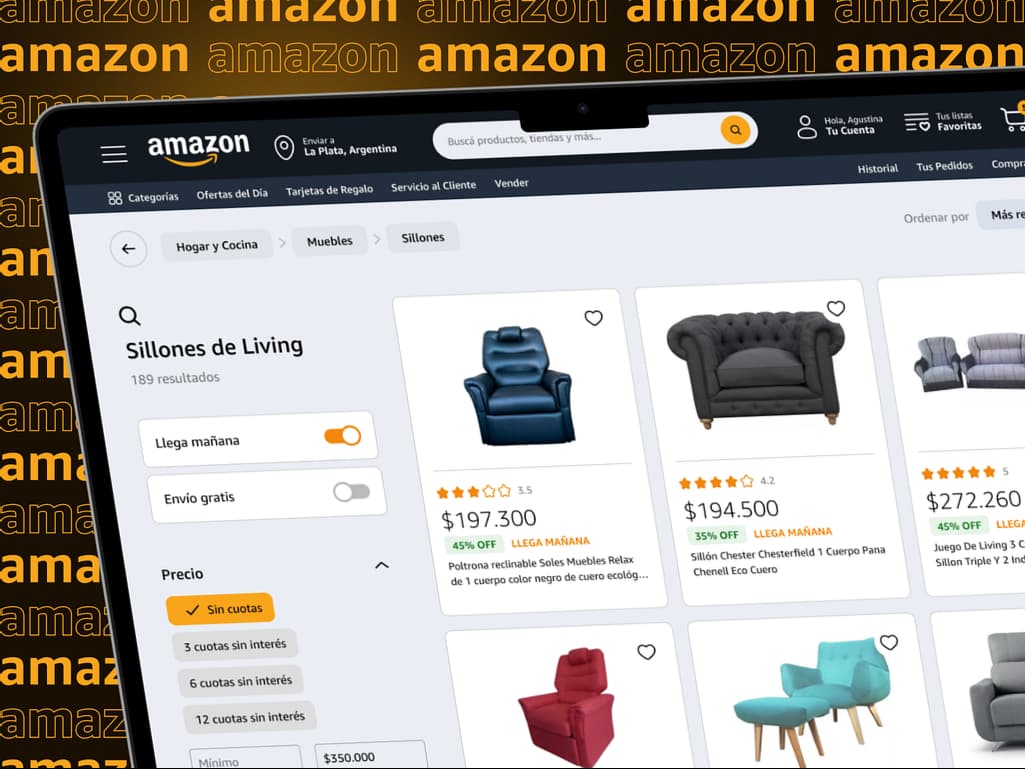 amazon amazon amazon amazon amazon
amazon amazon amazon amazon amazon
amazon
Enviar a
La Plata, Argentina
Buscá productos, tiendas y más...
Hola, Agustina
Tu Cuenta
Tus listas
Favoritas
Categorías
Ofertas del Día
Tarjetas de Regalo
Servicio al Cliente
Vender
Historial
Tus Pedidos
Compr
Hogar y Cocina
Muebles
Sillones
Ordenar por
Más re
Sillones de Living
189 resultados
Llega mañana
Envío gratis
Precio
Sin cuotas
3 cuotas sin interés
6 cuotas sin interés
12 cuotas sin interés
Mínimo
$350.000
3.5
$197.300
45% OFF LLEGA MAÑANA
Poltrona reclinable Soles Muebles Relax
de 1 cuerpo color negro de cuero ecológ...
4.2
$194.500
35% OFF LLEGA MAÑANA
Sillón Chester Chesterfield 1 Cuerpo Pana
Chenell Eco Cuero
5
$272.260
45% OFF LLEGA
Juego De Living 3 C
Sillon Triple Y 2 Ind